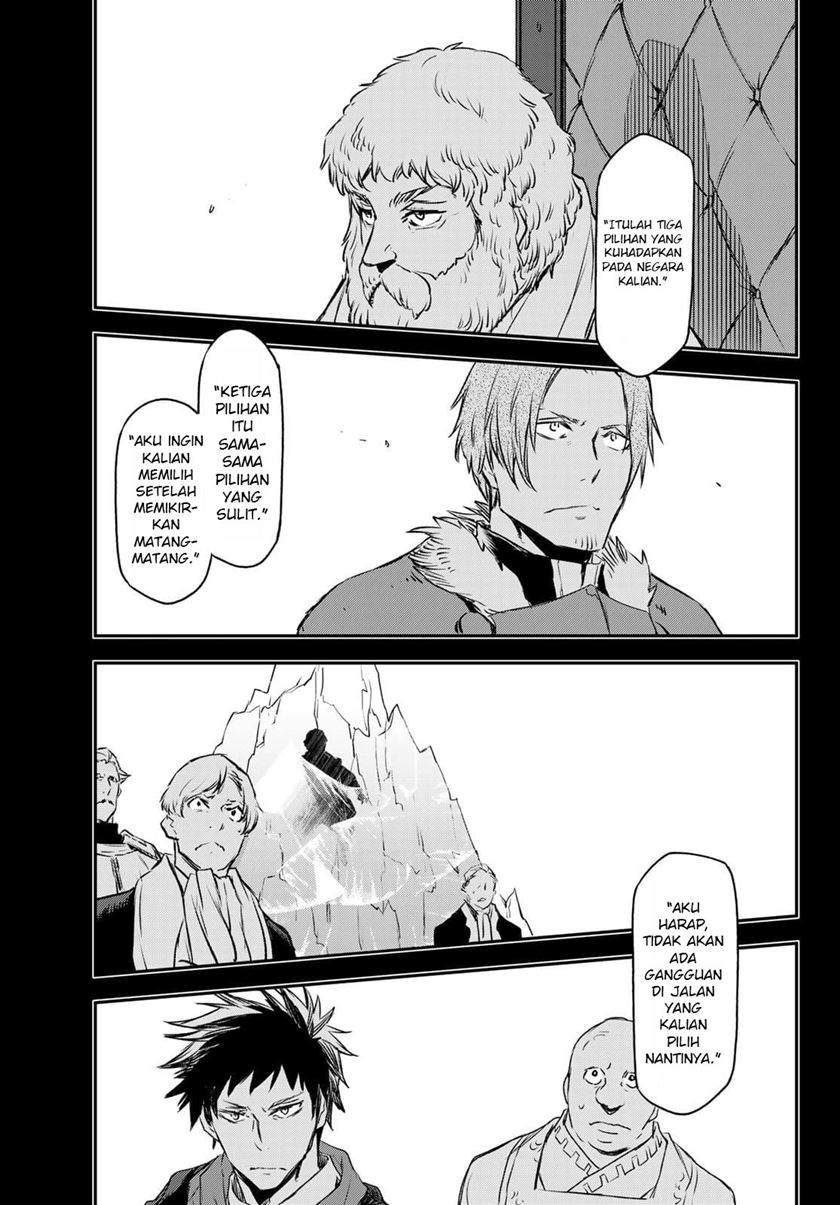 "ITULAH TIGA
PILIHAN YANG
KUHADAPKAN
PADA NEGARA
KALIAN."
"KETIGA
PILIHAN
ITU
SAMA-
SAMA
PILIHAN
YANG
SULIT."
"AKU INGIN
KALIAN
MEMILIH
SETELAH
MEMIKIR-
KAN
MATANG-
MATANG."
"AKU
HARAP,
TIDAK AKAN
ADA
GANGGUAN
DI JALAN
YANG
KALIAN
PILIH
NANTINYA."